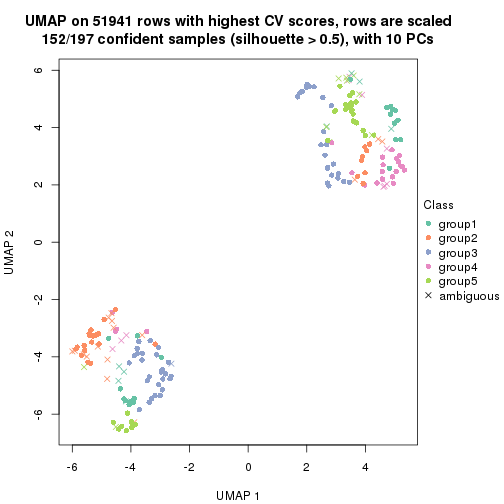 UMAP on 51941 rows with highest CV scores, rows are scaled
152/197 confident samples (silhouette > 0.5), with 10 PCs
6
4
2
0
-2
-4
-6
UMAP 2
-6
-4
-2
0
2
4
UMAP 1
Class
group1
group2
group3
group4
group5
ambiguous